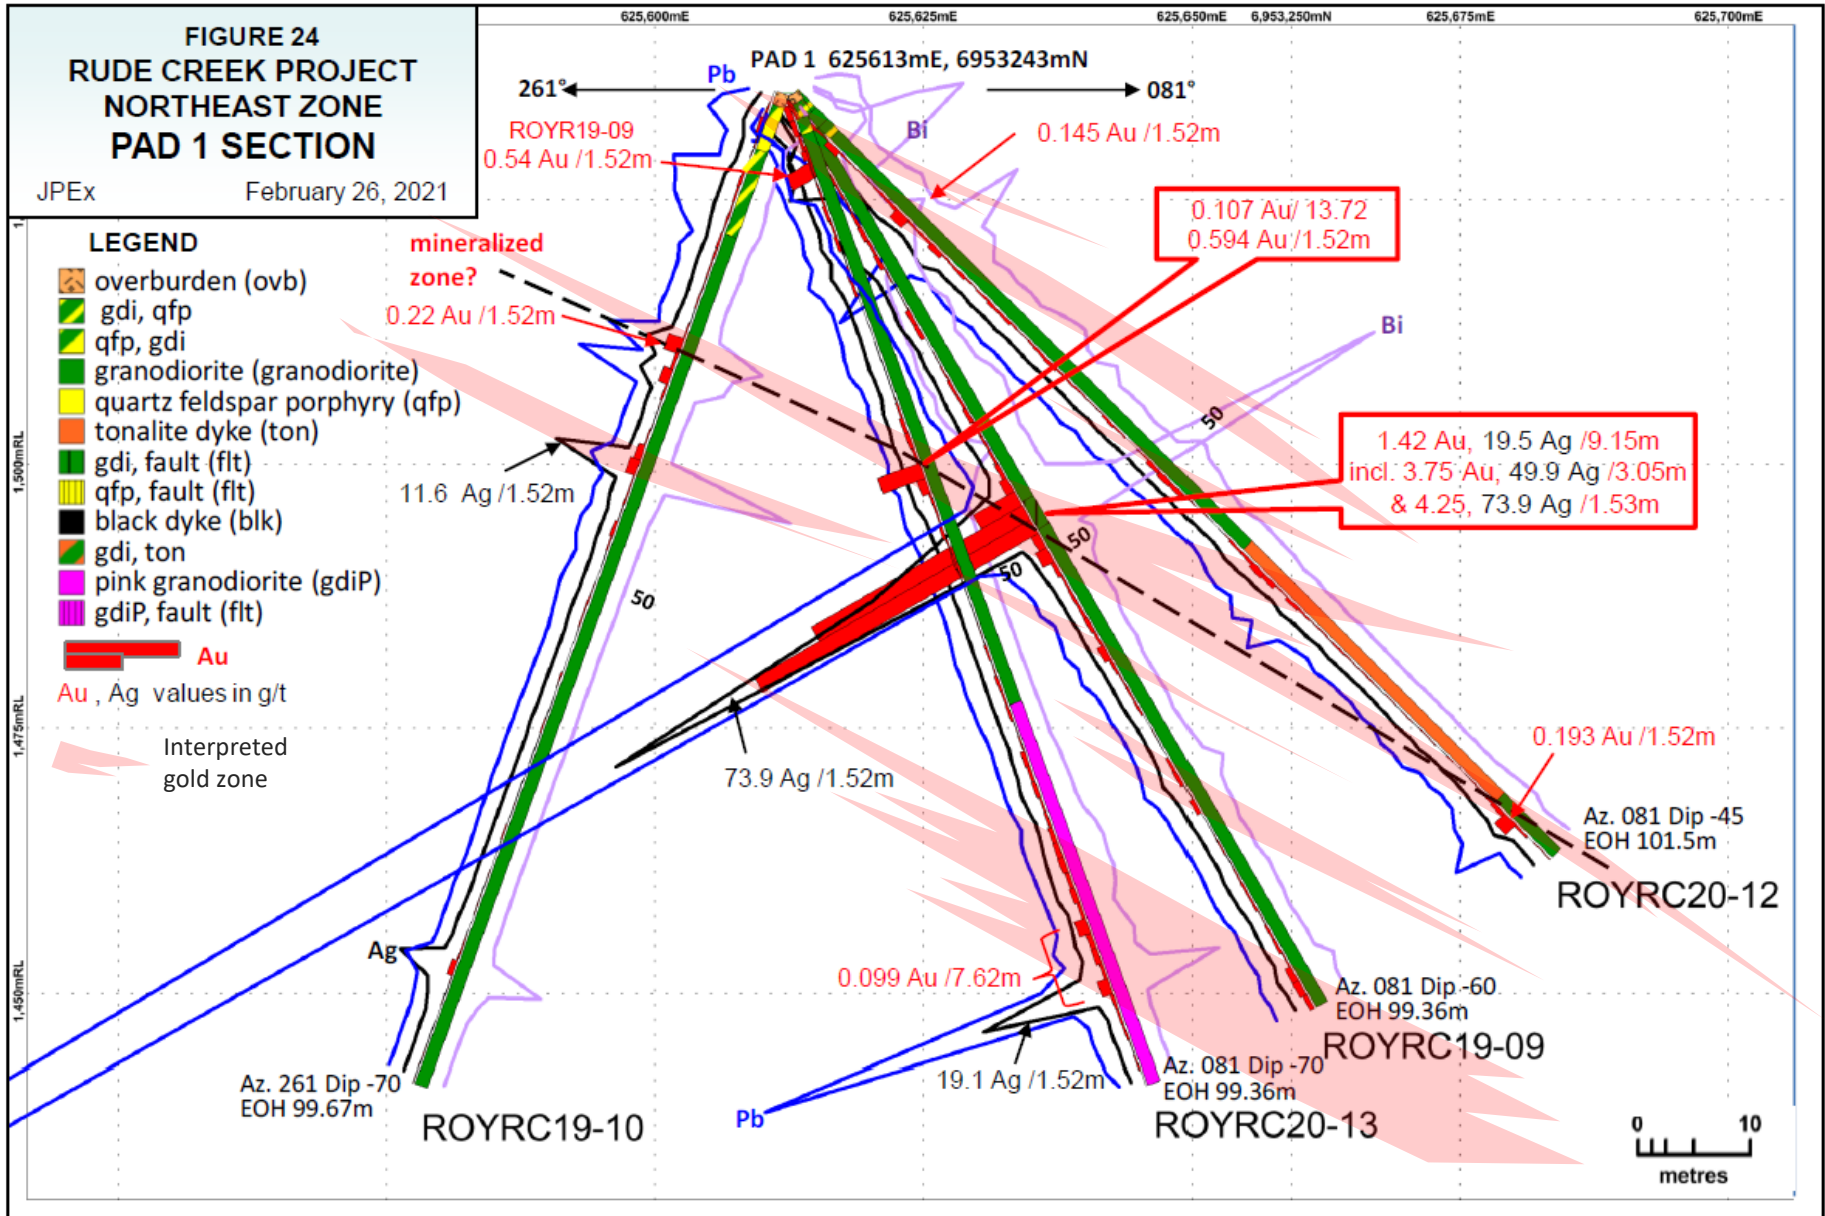 FIGURE 24
RUDE CREEK PROJECT
NORTHEAST ZONE
PAD 1 SECTION
JPEx February 26, 2021
625,600mE 625,625mE 625,650mE 6,953,250mN 625,675mE 625,700mE
PAD 1 625613mE, 6953243mN
261° 081°
Pb
Bi
ROYR19-09
0.54 Au /1.52m
0.145 Au /1.52m
0.107 Au/ 13.72
0.594 Au /1.52m
LEGEND
overburden (ovb)
gdi, qfp
qfp, gdi
granodiorite (granodiorite)
quartz feldspar porphyry (qfp)
tonalite dyke (ton)
gdi, fault (flt)
qfp, fault (flt)
black dyke (blk)
gdi, ton
pink granodiorite (gdiP)
gdiP, fault (flt)
Au
Au , Ag values in g/t
Interpreted
gold zone
mineralized
zone?
0.22 Au /1.52m
Bi
50
1.42 Au, 19.5 Ag /9.15m
incl. 3.75 Au, 49.9 Ag /3.05m
& 4.25, 73.9 Ag /1.53m
11.6 Ag /1.52m
50
50
50
1,500mRL
1,475mRL
1,450mRL
73.9 Ag /1.52m
0.193 Au /1.52m
Az. 081 Dip -45
EOH 101.5m
ROYRC20-12
Ag
0.099 Au /7.62m
Az. 081 Dip -60
EOH 99.36m
ROYRC19-09
19.1 Ag /1.52m
Az. 081 Dip -70
EOH 99.36m
ROYRC20-13
Pb
Az. 261 Dip -70
EOH 99.67m
ROYRC19-10
0 10
metres